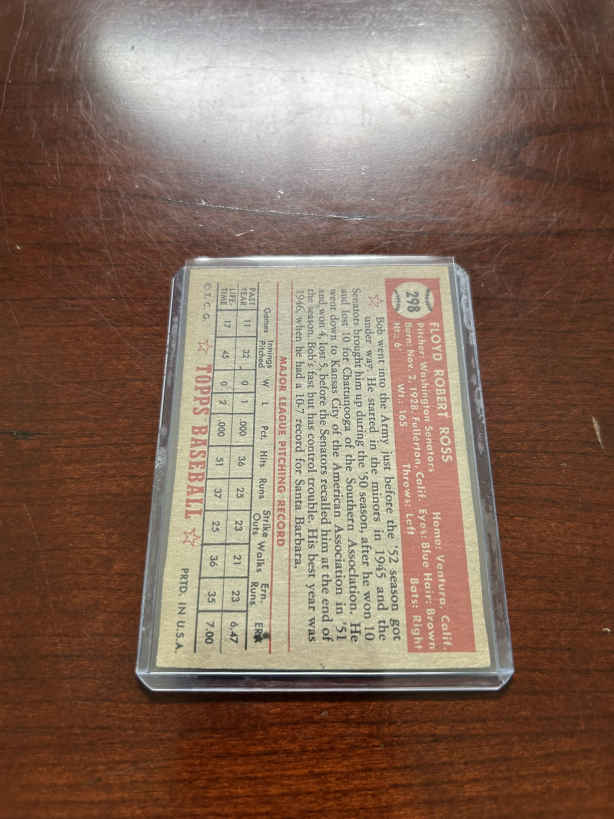 298
FLOYD ROBERT ROSS
Pitcher: Washington Senators Home: Ventura, Calif.
Born: Nov. 2, 1928, Fullerton, Calif. Eyes: Blue Hair: Brown
Ht.: 6' Wt.: 165 Throws: Left Bats: Right
Bob went into the Army just before the '52 season got
under way. He started in the minors in 1945 and the
Senators brought him up during the '50 season, after he won 10
and lost 10 for Chattanooga of the Southern Association. He
went down to Kansas City of the American Association in '51
and won 4, lost 5, before the Senators recalled him at the end of
the season. Bob's fast but has control trouble. His best year was
1946, when he had a 10-7 record for Santa Barbara.
MAJOR LEAGUE PITCHING RECORD
Games Innings Pitched W L Pct. Hits Runs Strike Outs Walks Ern. Runs ERA
PAST YEAR 11 32 0 1 .000 36 25 23 21 23 6.47
LIFE TIME 17 45 0 2 .000 51 37 25 36 35 7.00
© T. C. G. ☆ TOPPS BASEBALL ☆ PRTD. IN U.S.A.